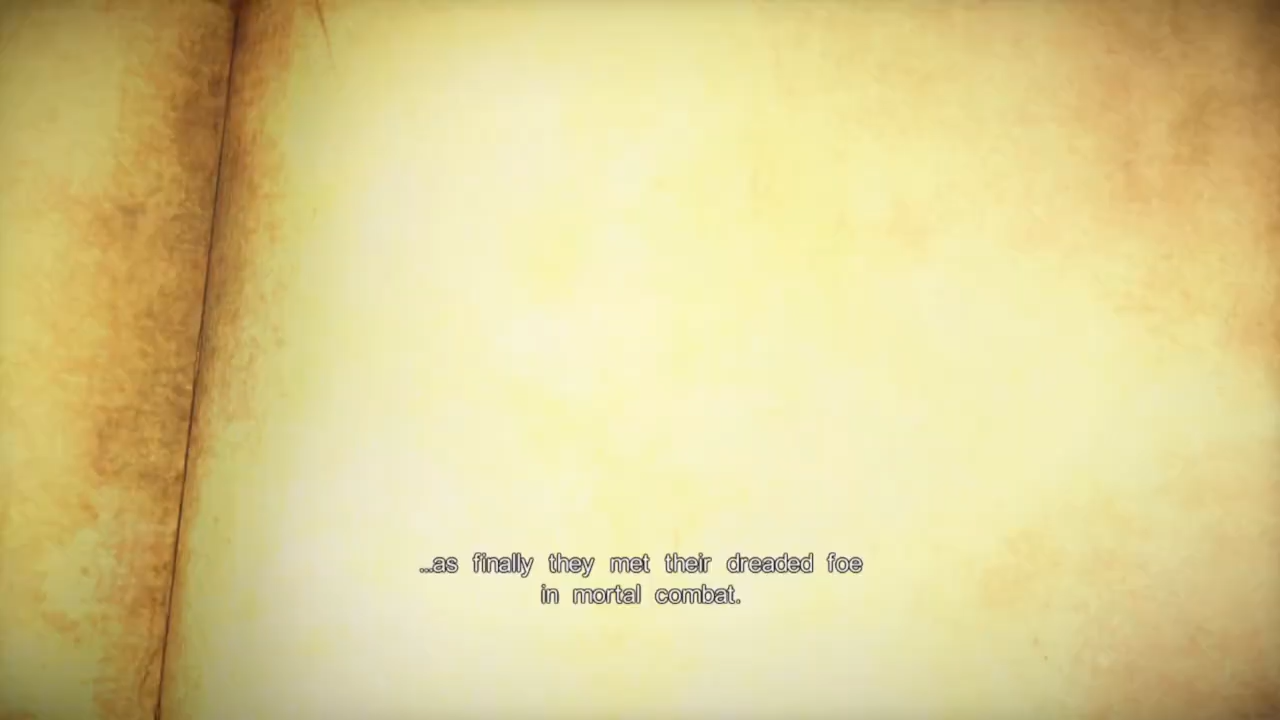 …as finally they met their dreaded foe
in mortal combat.